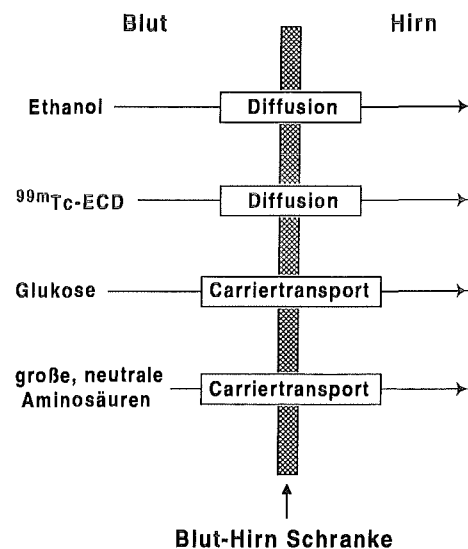 Blut Hirn
Ethanol Diffusion
99mTc-ECD Diffusion
Glukose Carriertransport
große, neutrale
Aminosäuren Carriertransport
Blut-Hirn Schranke